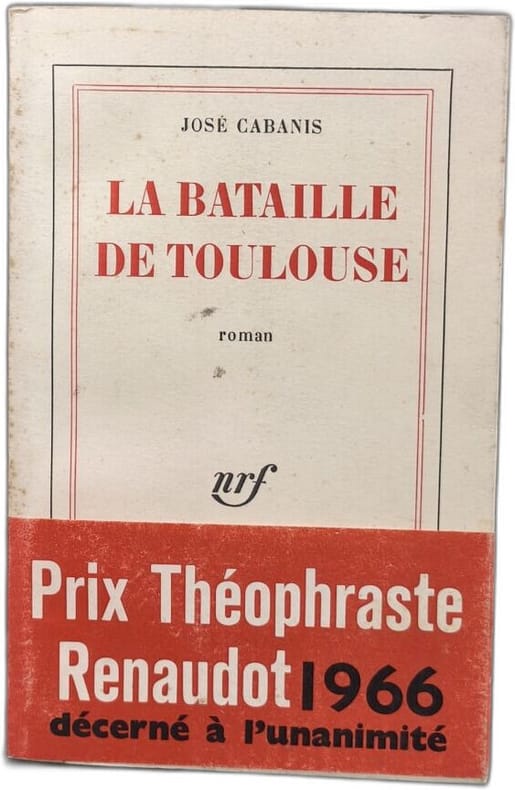 JOSÉ CABANIS
LA BATAILLE
DE TOULOUSE
roman
nrf
Prix Théophraste
Renaudot 1966
décerné à l'unanimité